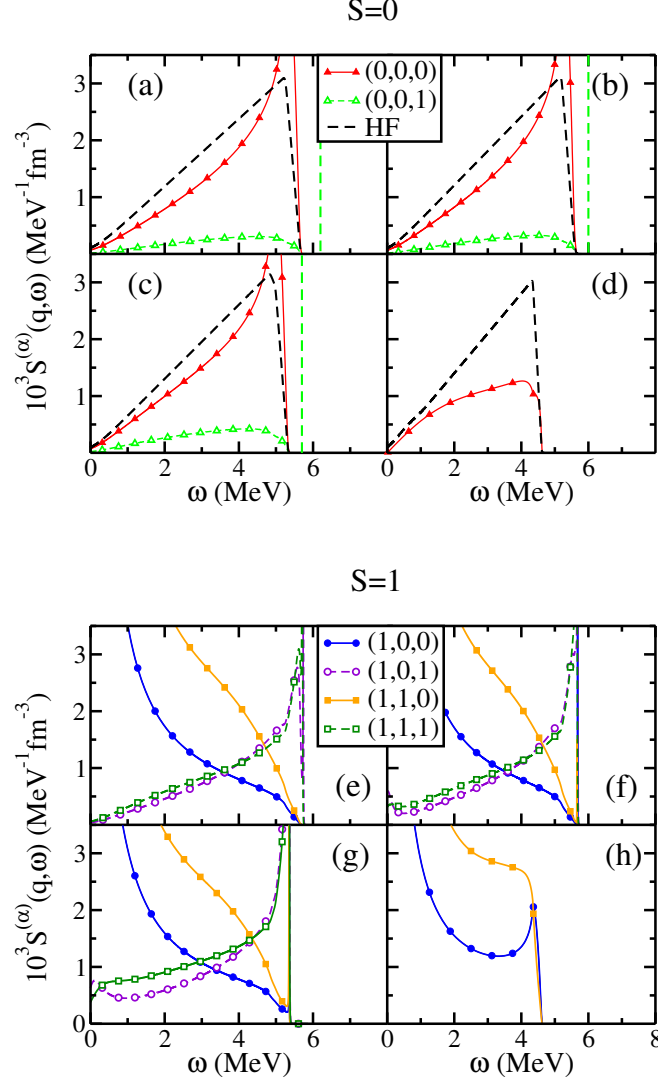 S=0
(a)
(0,0,0)
(0,0,1)
HF
(b)
3
2
1
(c)
(d)
3
2
1
0 2 4 6
0 2 4 6 8
ω (MeV)
ω (MeV)
10³S^(α)(q,ω) (MeV⁻¹fm⁻³)
S=1
(1,0,0)
(1,0,1)
(1,1,0)
(1,1,1)
(e)
(f)
3
2
1
(g)
(h)
3
2
1
0
0 2 4 6
0 2 4 6 8
ω (MeV)
ω (MeV)
10³S^(α)(q,ω) (MeV⁻¹fm⁻³)